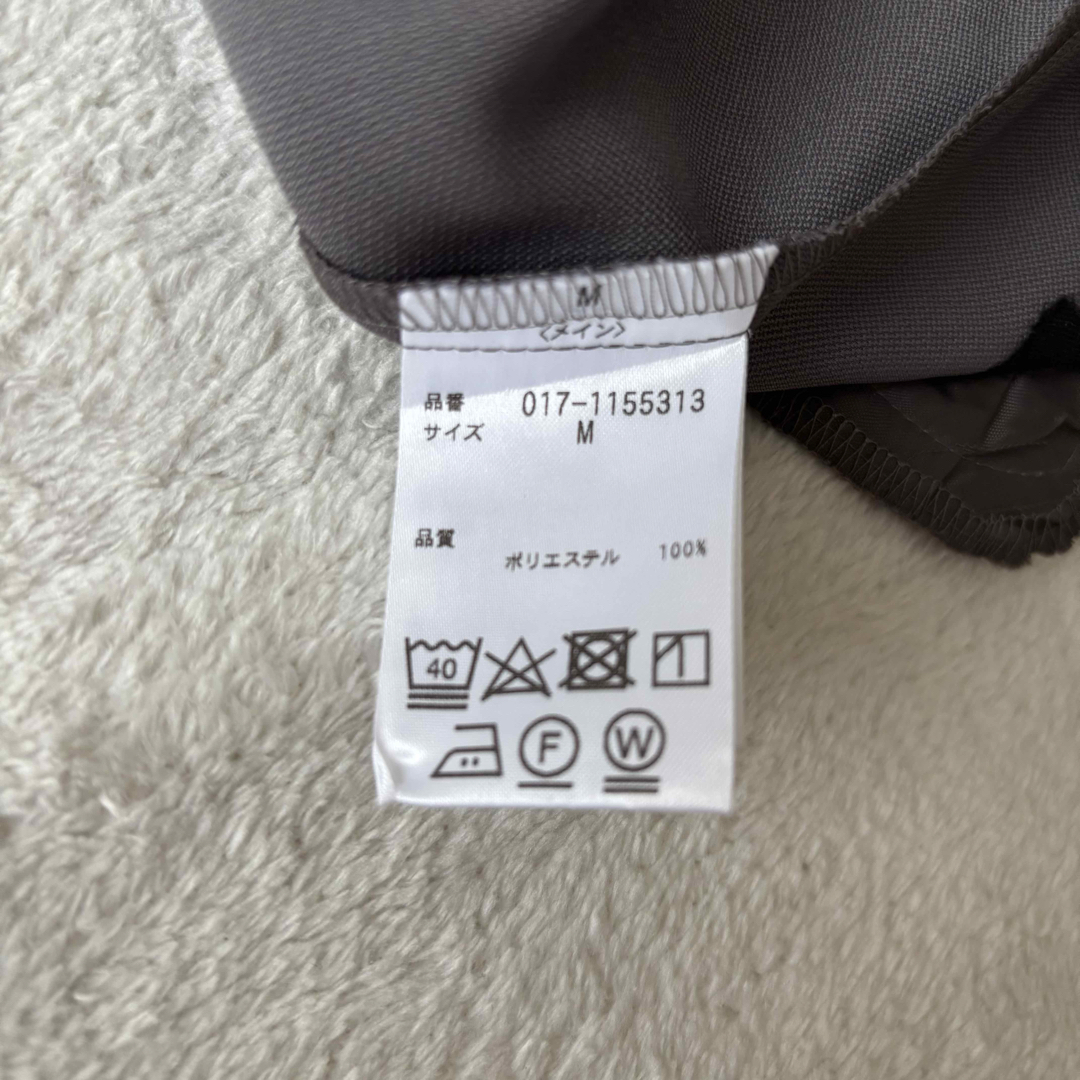 M
〈メイン〉
品番 017-1155313
サイズ M
品質
ポリエステル 100%
40
F W